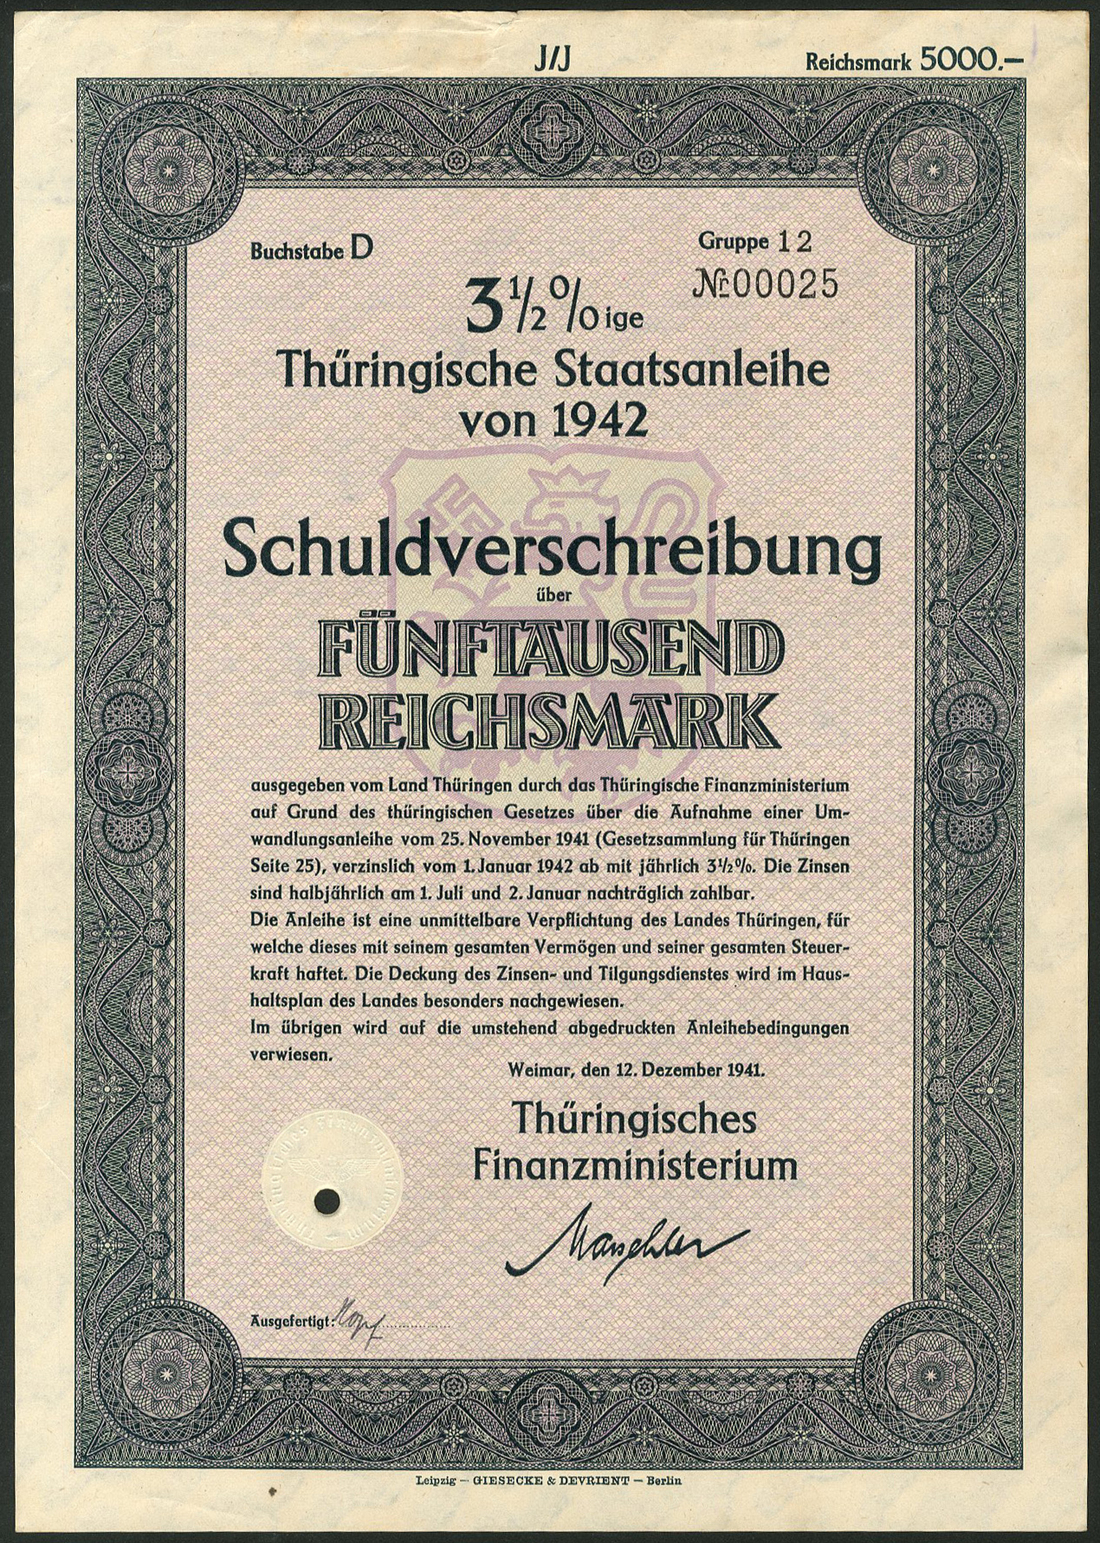 J/J
Reichsmark 5000.—
Buchstabe D
Gruppe 12
№ 00025
3½%ige
Thüringische Staatsanleihe
von 1942
Schuldverschreibung
über
FÜNFTAUSEND
REICHSMARK
ausgegeben vom Land Thüringen durch das Thüringische Finanzministerium
auf Grund des thüringischen Gesetzes über die Aufnahme einer Um-
wandlungsanleihe vom 25. November 1941 (Gesetzsammlung für Thüringen
Seite 25), verzinslich vom 1. Januar 1942 ab mit jährlich 3½%. Die Zinsen
sind halbjährlich am 1. Juli und 2. Januar nachträglich zahlbar.
Die Anleihe ist eine unmittelbare Verpflichtung des Landes Thüringen, für
welche dieses mit seinem gesamten Vermögen und seiner gesamten Steuer-
kraft haftet. Die Deckung des Zinsen- und Tilgungsdienstes wird im Haus-
haltsplan des Landes besonders nachgewiesen.
Im übrigen wird auf die umstehend abgedruckten Anleihebedingungen
verwiesen.
Weimar, den 12. Dezember 1941.
Thüringisches
Finanzministerium
Marschler
Ausgefertigt:
Leipzig — GIESECKE & DEVRIENT — Berlin